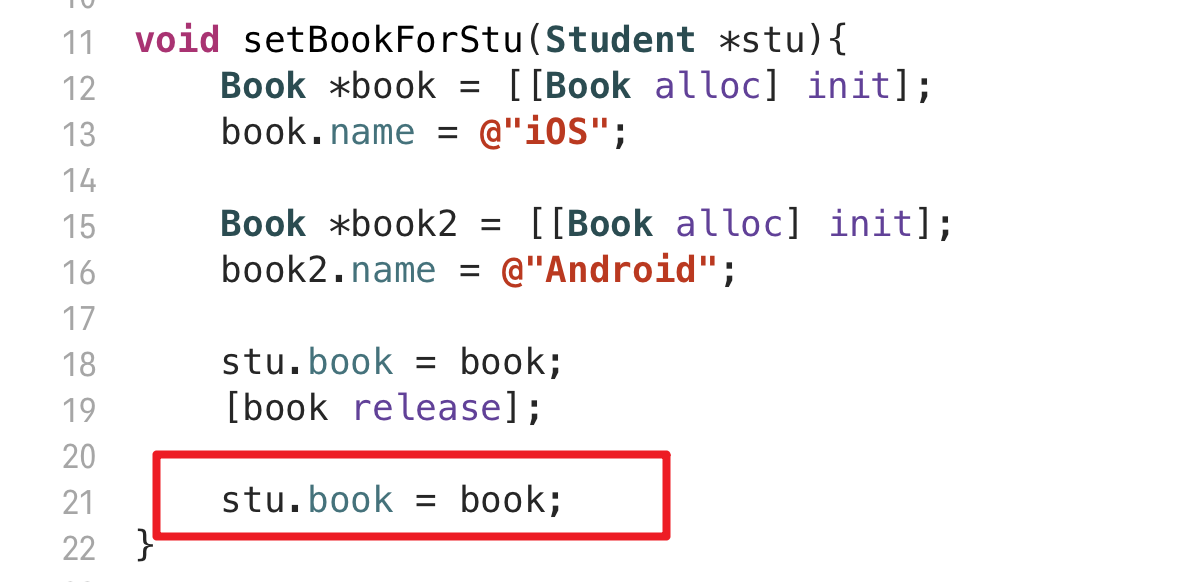 11 void setBookForStu(Student *stu){
12 Book *book = [[Book alloc] init];
13 book.name = @"iOS";
14
15 Book *book2 = [[Book alloc] init];
16 book2.name = @"Android";
17
18 stu.book = book;
19 [book release];
20
21 stu.book = book;
22 }